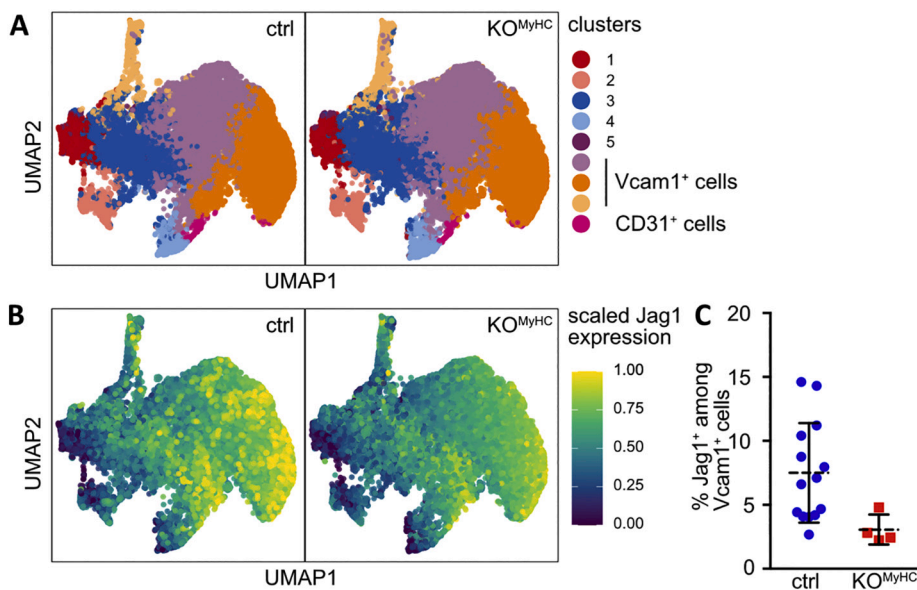 A
ctrl
KO^MyHC
clusters
1
2
3
4
5
Vcam1⁺ cells
CD31⁺ cells
UMAP2
UMAP1
B
ctrl
KO^MyHC
scaled Jag1
expression
1.00
0.75
0.50
0.25
0.00
UMAP2
UMAP1
C
% Jag1⁺ among
Vcam1⁺ cells
20
15
10
5
0
ctrl
KO^MyHC